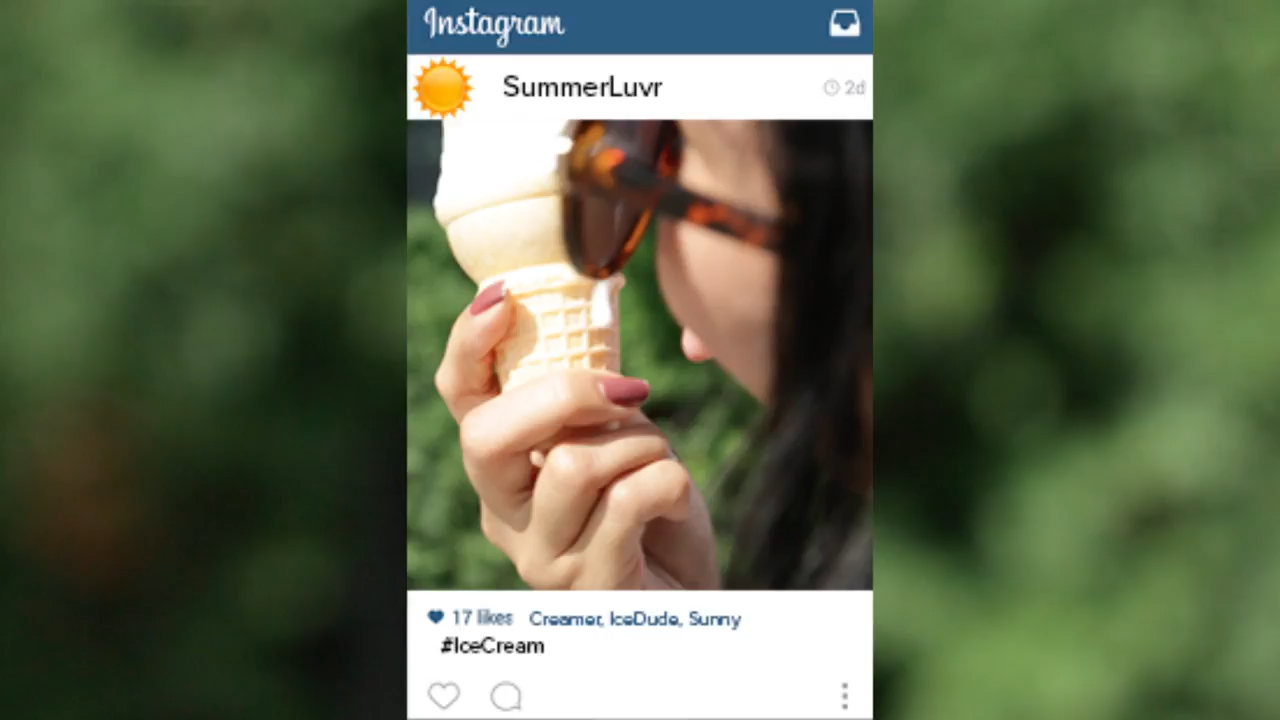 Instagram
SummerLuvr
2d
17 likes Creamer, IceDude, Sunny
#IceCream